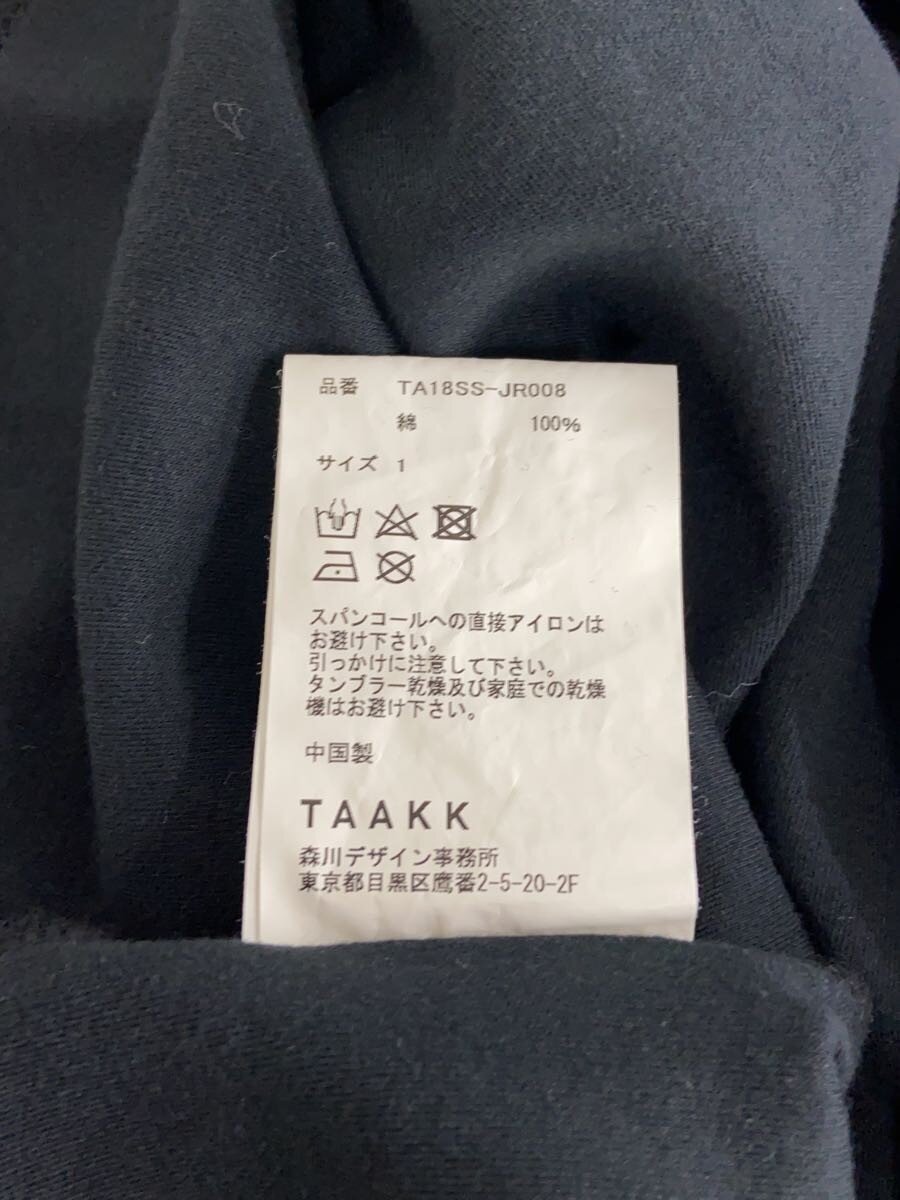 品番 TA18SS-JR008
綿 100%
サイズ 1
スパンコールへの直接アイロンは
お避け下さい。
引っかけに注意して下さい。
タンブラー乾燥及び家庭での乾燥
機はお避け下さい。
中国製
TAAKK
森川デザイン事務所
東京都目黒区鷹番2-5-20-2F